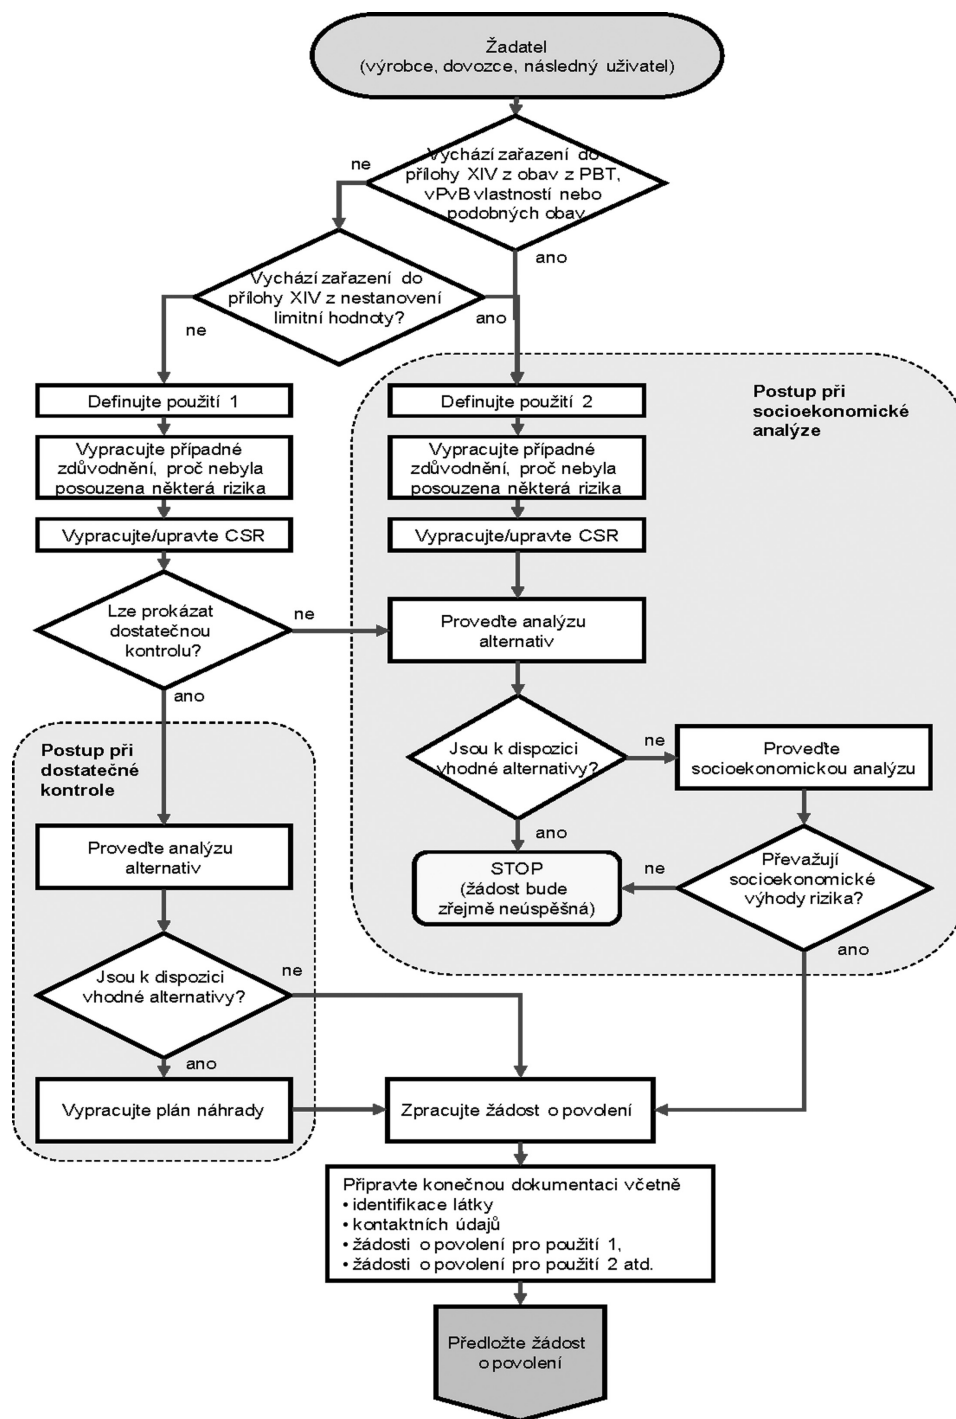 Žadatel
(výrobce, dovozce, následný uživatel)
Vychází zařazení do
přílohy XIV z obav z PBT,
vPvB vlastností nebo
podobných obav
ne
ano
Vychází zařazení do
přílohy XIV z nestanovení
limitní hodnoty?
ne
ano
Definujte použití 1
Vypracujte případné
zdůvodnění, proč nebyla
posouzena některá rizika
Vypracujte/upravte CSR
Lze prokázat
dostatečnou
kontrolu?
ne
ano
Postup při
socioekonomické
analýze
Definujte použití 2
Vypracujte případné
zdůvodnění, proč nebyla
posouzena některá rizika
Vypracujte/upravte CSR
Proveďte analýzu
alternativ
Jsou k dispozici
vhodné alternativy?
ne
ano
Proveďte
socioekonomickou analýzu
STOP
(žádost bude
zřejmě neúspěšná)
ne
Převažují
socioekonomické
výhody rizika?
ano
Postup při
dostatečné
kontrole
Proveďte analýzu
alternativ
Jsou k dispozici
vhodné alternativy?
ne
ano
Vypracujte plán náhrady
Zpracujte žádost o povolení
Připravte konečnou dokumentaci včetně
• identifikace látky
• kontaktních údajů
• žádosti o povolení pro použití 1,
• žádosti o povolení pro použití 2 atd.
Předložte žádost
o povolení